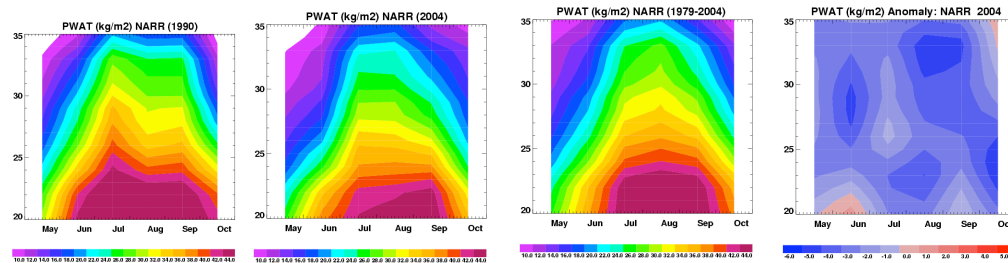 PWAT (kg/m2) NARR (1990)
35
30
25
20
May Jun Jul Aug Sep Oct
10.0 12.0 14.0 16.0 18.0 20.0 22.0 24.0 26.0 28.0 30.0 32.0 34.0 36.0 38.0 40.0 42.0 44.0
PWAT (kg/m2) NARR (2004)
35
30
25
20
May Jun Jul Aug Sep Oct
10.0 12.0 14.0 16.0 18.0 20.0 22.0 24.0 26.0 28.0 30.0 32.0 34.0 36.0 38.0 40.0 42.0 44.0
PWAT (kg/m2) NARR (1979-2004)
35
30
25
20
May Jun Jul Aug Sep Oct
10.0 12.0 14.0 16.0 18.0 20.0 22.0 24.0 26.0 28.0 30.0 32.0 34.0 36.0 38.0 40.0 42.0 44.0
PWAT (kg/m2) Anomaly: NARR 2004
35
30
25
20
May Jun Jul Aug Sep Oct
-6.0 -5.0 -4.0 -3.0 -2.0 -1.0 0.0 1.0 2.0 3.0 4.0